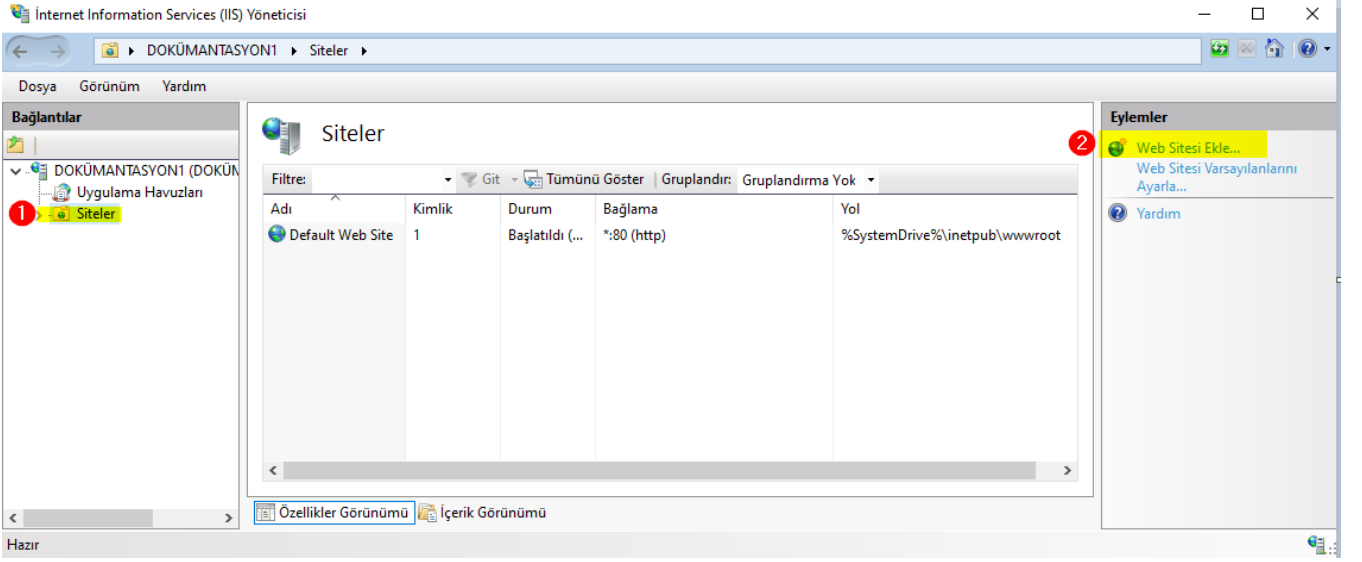 İnternet Information Services (IIS) Yöneticisi
DOKÜMANTASYON1 Siteler
Dosya Görünüm Yardım
Bağlantılar
DOKÜMANTASYON1 (DOKÜN
Uygulama Havuzları
1 Siteler
Siteler
Filtre: Git Tümünü Göster Gruplandır: Gruplandırma Yok
Adı Kimlik Durum Bağlama Yol
Default Web Site 1 Başlatıldı (... *:80 (http) %SystemDrive%\inetpub\wwwroot
Özellikler Görünümü İçerik Görünümü
Eylemler
2 Web Sitesi Ekle...
Web Sitesi Varsayılanlarını
Ayarla...
Yardım
Hazır